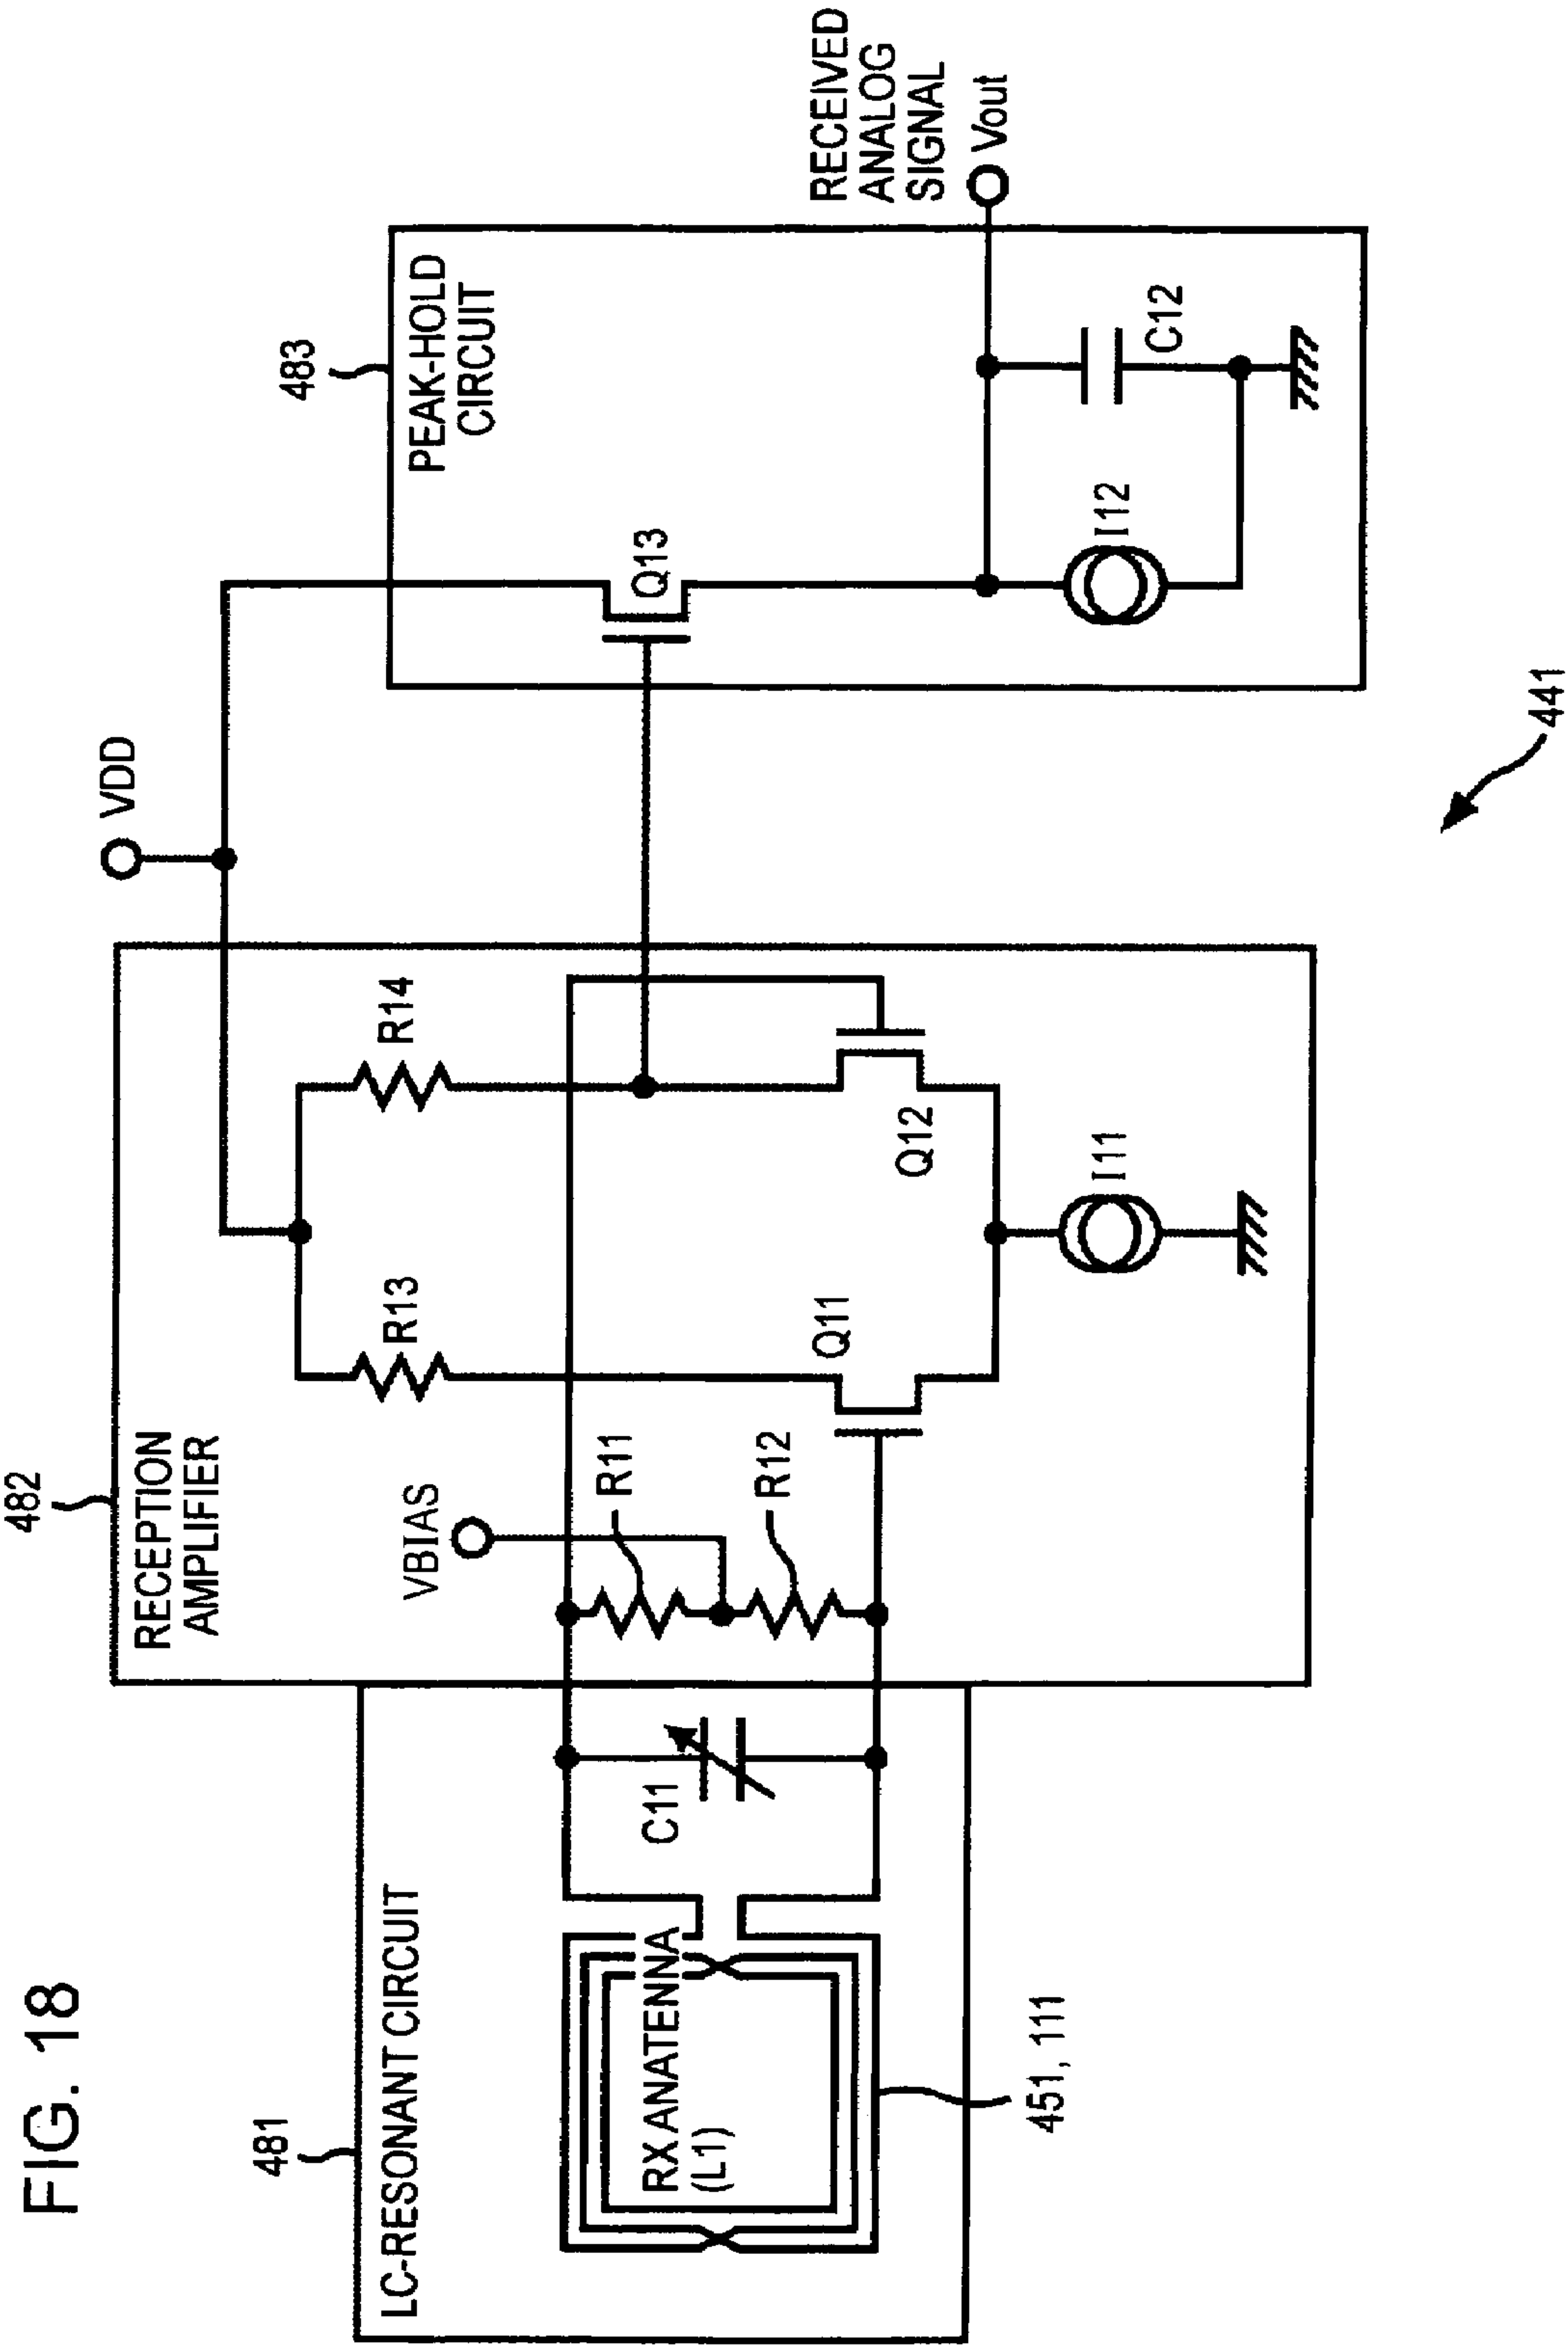 FIG. 18
482
481
483
VDD
RECEPTION
AMPLIFIER
LC-RESONANT CIRCUIT
PEAK-HOLD
CIRCUIT
VBIAS
R13
R14
R11
R12
C11
Q11
Q12
Q13
I11
I12
C12
RX ANATENNA
(L1)
451, 111
RECEIVED
ANALOG
SIGNAL
Vout
441